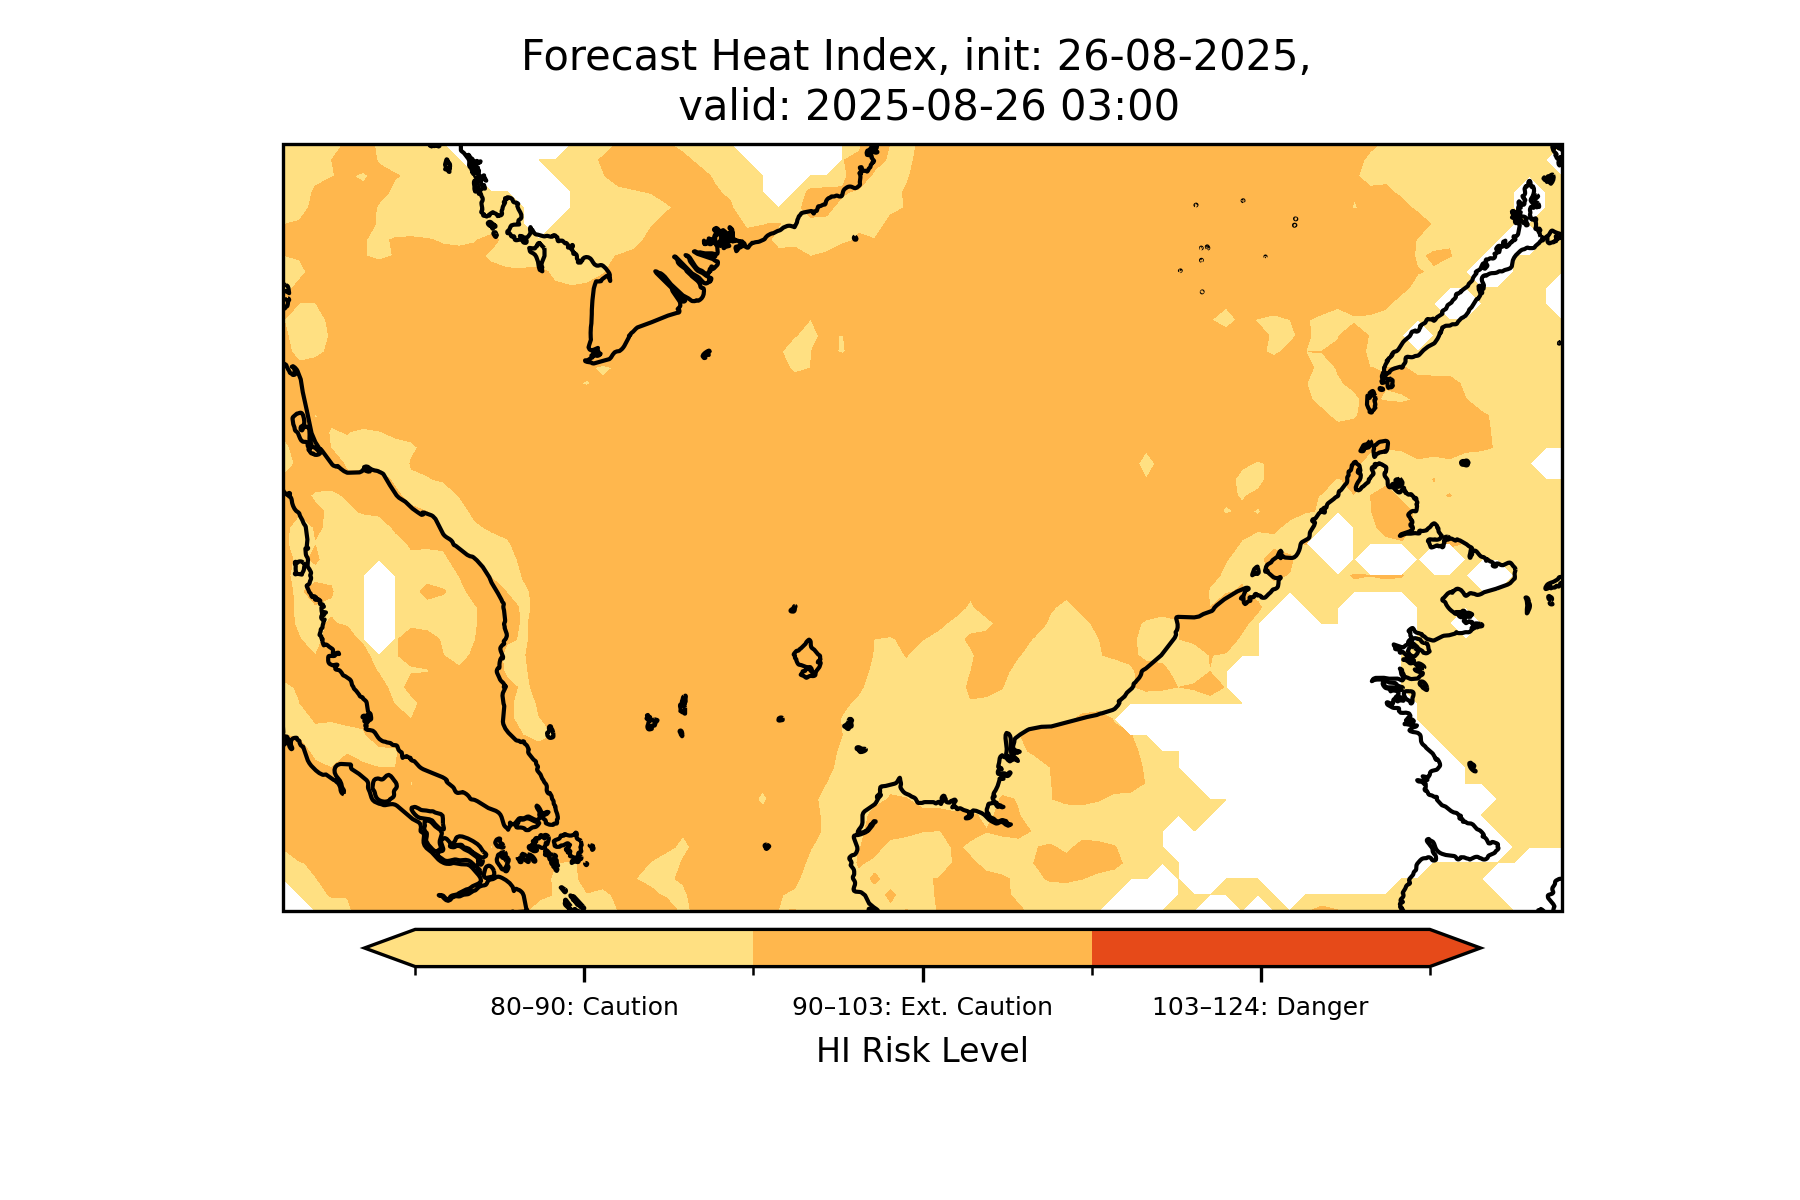 Forecast Heat Index, init: 26-08-2025,
valid: 2025-08-26 03:00
80–90: Caution
90–103: Ext. Caution
103–124: Danger
HI Risk Level